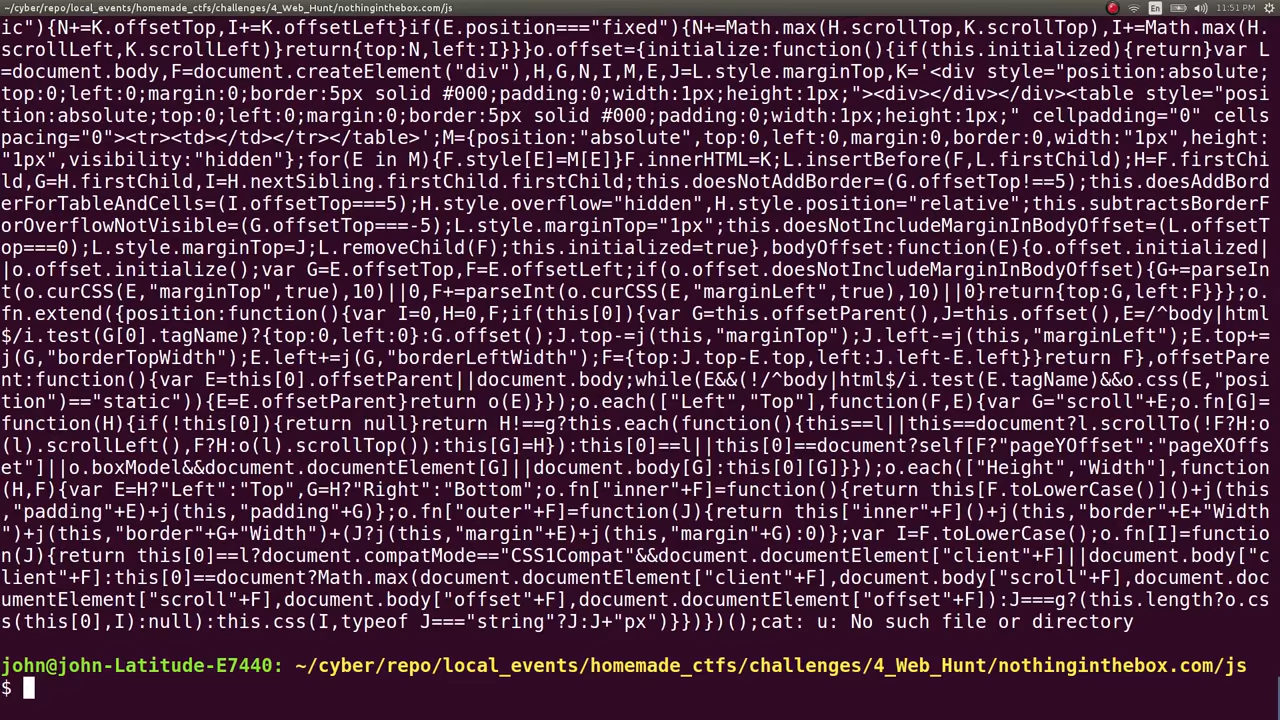 ~/cyber/repo/local_events/homemade_ctfs/challenges/4_Web_Hunt/nothinginthebox.com/js
En
11:51 PM
ic"){N+=K.offsetTop,I+=K.offsetLeft}if(E.position==="fixed"){N+=Math.max(H.scrollTop,K.scrollTop),I+=Math.max(H.
scrollLeft,K.scrollLeft)}return{top:N,left:I}}}o.offset={initialize:function(){if(this.initialized){return}var L
=document.body,F=document.createElement("div"),H,G,N,I,M,E,J=L.style.marginTop,K='<div style="position:absolute;
top:0;left:0;margin:0;border:5px solid #000;padding:0;width:1px;height:1px;"><div></div></div><table style="posi
tion:absolute;top:0;left:0;margin:0;border:5px solid #000;padding:0;width:1px;height:1px;" cellpadding="0" cells
pacing="0"><tr><td></td></tr></table>';M={position:"absolute",top:0,left:0,margin:0,border:0,width:"1px",height:
"1px",visibility:"hidden"};for(E in M){F.style[E]=M[E]}F.innerHTML=K;L.insertBefore(F,L.firstChild);H=F.firstChi
ld,G=H.firstChild,I=H.nextSibling.firstChild.firstChild;this.doesNotAddBorder=(G.offsetTop!==5);this.doesAddBord
erForTableAndCells=(I.offsetTop===5);H.style.overflow="hidden",H.style.position="relative";this.subtractsBorderF
orOverflowNotVisible=(G.offsetTop===-5);L.style.marginTop="1px";this.doesNotIncludeMarginInBodyOffset=(L.offsetT
op===0);L.style.marginTop=J;L.removeChild(F);this.initialized=true},bodyOffset:function(E){o.offset.initialized|
|o.offset.initialize();var G=E.offsetTop,F=E.offsetLeft;if(o.offset.doesNotIncludeMarginInBodyOffset){G+=parseIn
t(o.curCSS(E,"marginTop",true),10)||0,F+=parseInt(o.curCSS(E,"marginLeft",true),10)||0}return{top:G,left:F}}};o.
fn.extend({position:function(){var I=0,H=0,F;if(this[0]){var G=this.offsetParent(),J=this.offset(),E=/^body|html
$/i.test(G[0].tagName)?{top:0,left:0}:G.offset();J.top-=j(this,"marginTop");J.left-=j(this,"marginLeft");E.top+=
j(G,"borderTopWidth");E.left+=j(G,"borderLeftWidth");F={top:J.top-E.top,left:J.left-E.left}}return F},offsetPare
nt:function(){var E=this[0].offsetParent||document.body;while(E&&(!/^body|html$/i.test(E.tagName)&&o.css(E,"posi
tion")=="static")){E=E.offsetParent}return o(E)}});o.each(["Left","Top"],function(F,E){var G="scroll"+E;o.fn[G]=
function(H){if(!this[0]){return null}return H!==g?this.each(function(){this==l||this==document?l.scrollTo(!F?H:o
(l).scrollLeft(),F?H:o(l).scrollTop()):this[G]=H}):this[0]==l||this[0]==document?self[F?"pageYOffset":"pageXOffs
et"]||o.boxModel&&document.documentElement[G]||document.body[G]:this[0][G]}});o.each(["Height","Width"],function
(H,F){var E=H?"Left":"Top",G=H?"Right":"Bottom";o.fn["inner"+F]=function(){return this[F.toLowerCase()]()+j(this
,"padding"+E)+j(this,"padding"+G)};o.fn["outer"+F]=function(J){return this["inner"+F]()+j(this,"border"+E+"Width
")+j(this,"border"+G+"Width")+(J?j(this,"margin"+E)+j(this,"margin"+G):0)};var I=F.toLowerCase();o.fn[I]=functio
n(J){return this[0]==l?document.compatMode=="CSS1Compat"&&document.documentElement["client"+F]||document.body["c
lient"+F]:this[0]==document?Math.max(document.documentElement["client"+F],document.body["scroll"+F],document.doc
umentElement["scroll"+F],document.body["offset"+F],document.documentElement["offset"+F]):J===g?(this.length?o.cs
s(this[0],I):null):this.css(I,typeof J==="string"?J:J+"px")}})})();cat: u: No such file or directory
john@john-Latitude-E7440: ~/cyber/repo/local_events/homemade_ctfs/challenges/4_Web_Hunt/nothinginthebox.com/js
$